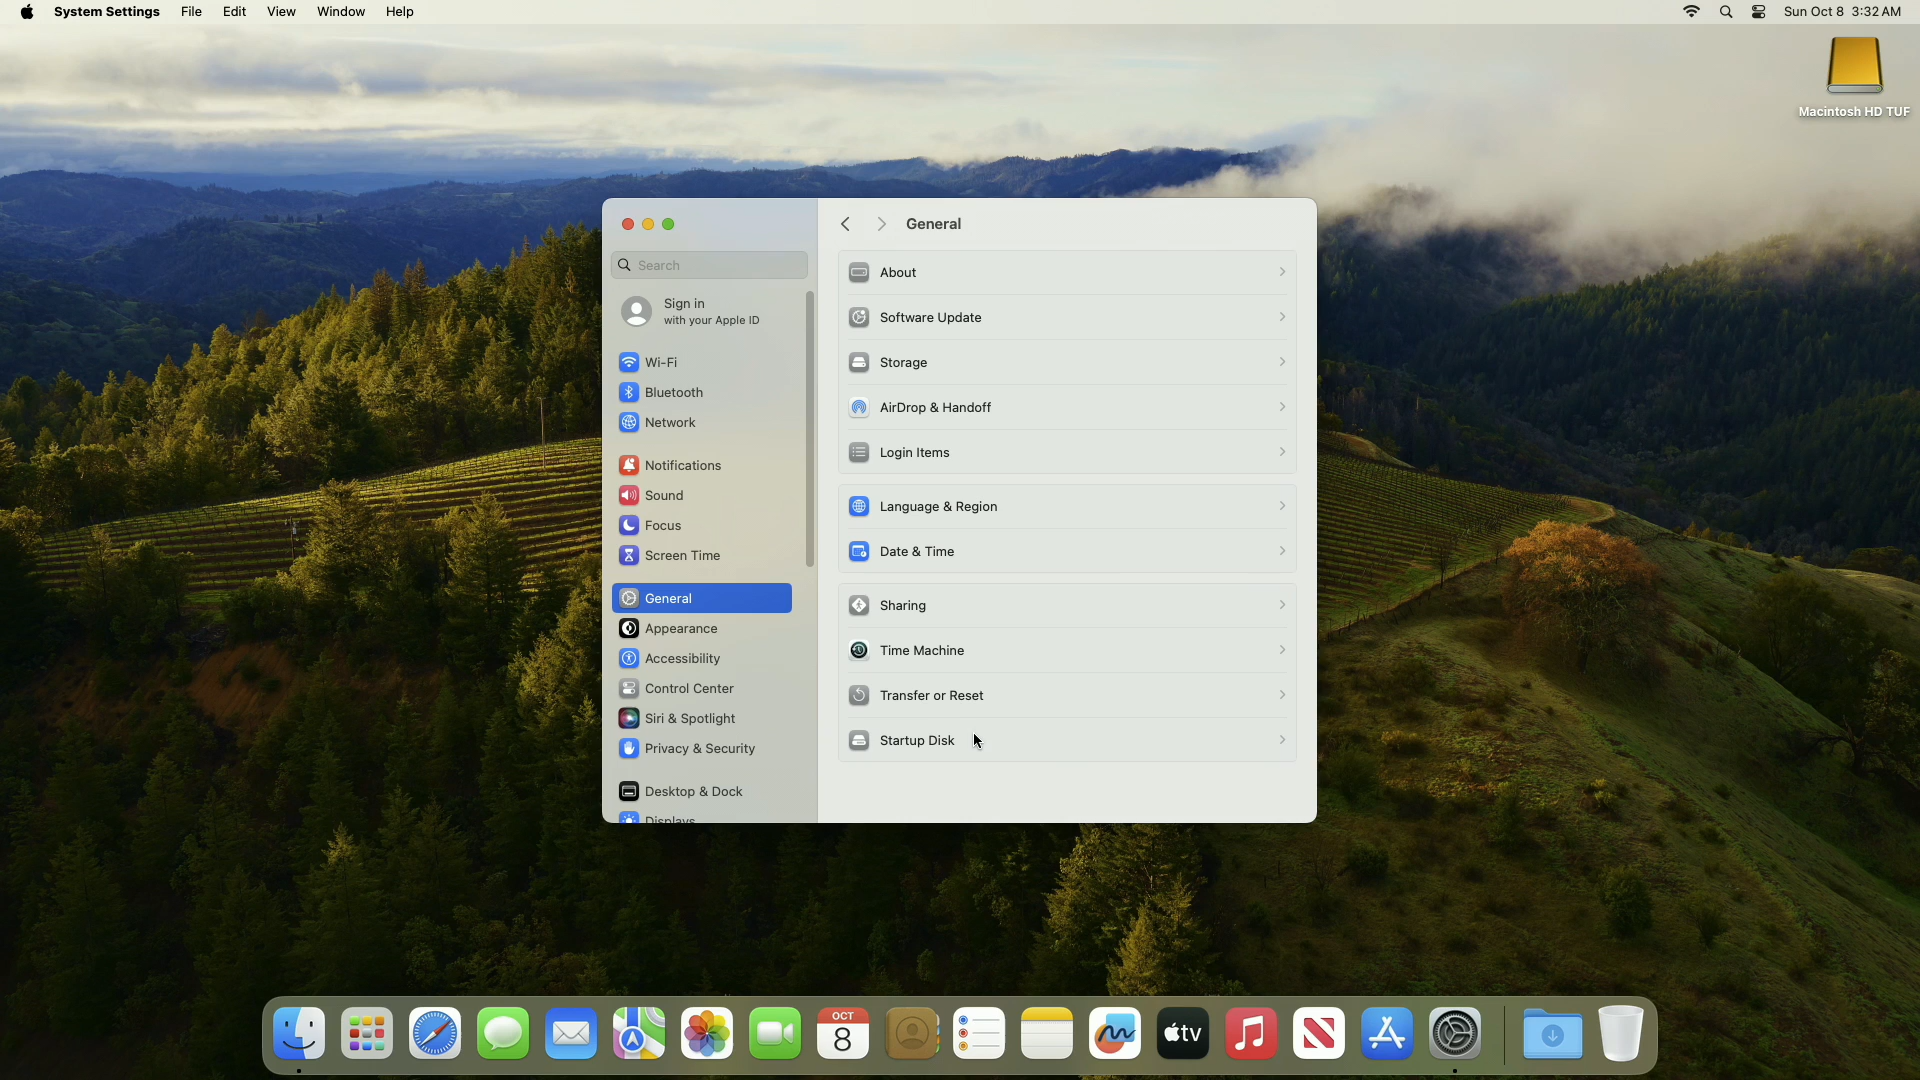 System Settings File Edit View Window Help Sun Oct 8 3:32 AM
Macintosh HD TUF
General
Search
Sign in
with your Apple ID
Wi-Fi
Bluetooth
Network
Notifications
Sound
Focus
Screen Time
General
Appearance
Accessibility
Control Center
Siri & Spotlight
Privacy & Security
Desktop & Dock
Displays
About
Software Update
Storage
AirDrop & Handoff
Login Items
Language & Region
Date & Time
Sharing
Time Machine
Transfer or Reset
Startup Disk
OCT
8
tv